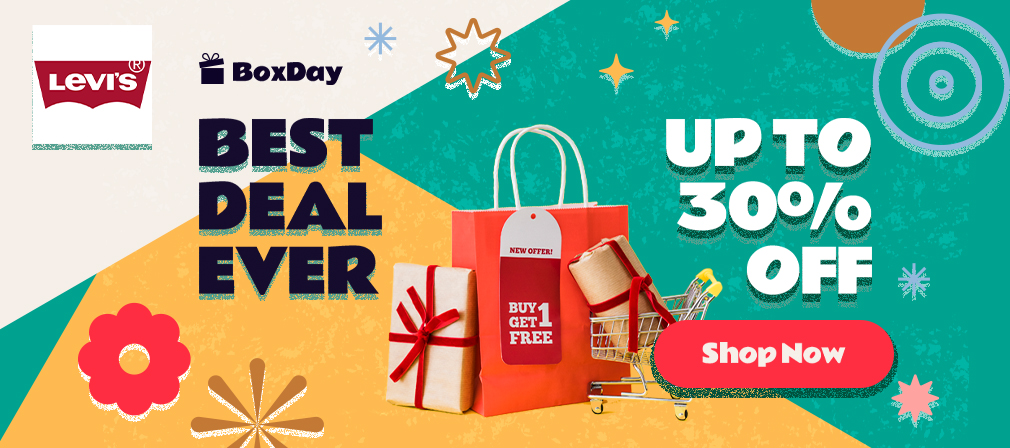 LEVI'S®
BoxDay
BEST
DEAL
EVER
NEW OFFER!
BUY 1
GET
FREE
UP TO
30%
OFF
Shop Now